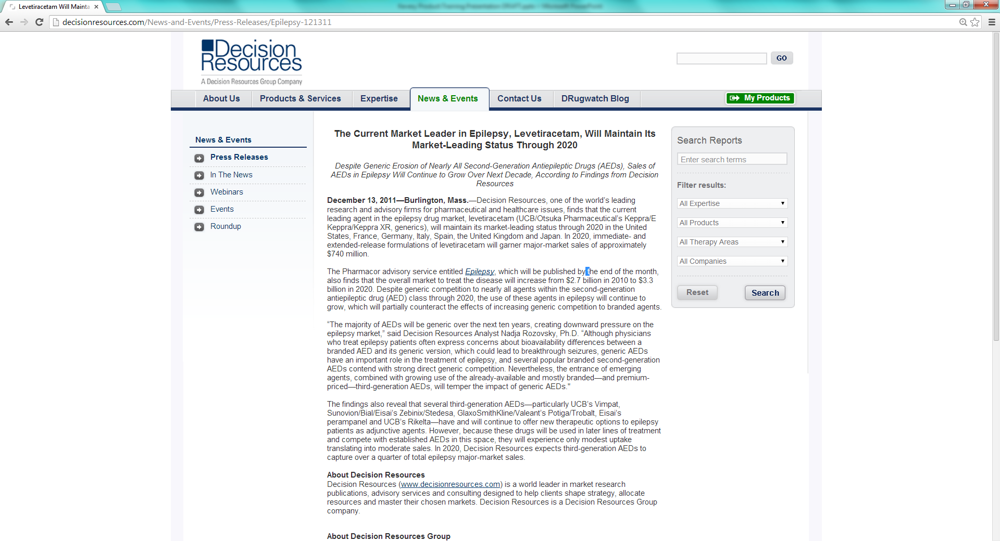 Levetiracetam Will Mainta
decisionresources.com/News-and-Events/Press-Releases/Epilepsy-121311
Decision
Resources
A Decision Resources Group Company
GO
About Us
Products & Services
Expertise
News & Events
Contact Us
DRugwatch Blog
My Products
News & Events
Press Releases
In The News
Webinars
Events
Roundup
The Current Market Leader in Epilepsy, Levetiracetam, Will Maintain Its
Market-Leading Status Through 2020
Despite Generic Erosion of Nearly All Second-Generation Antiepileptic Drugs (AEDs), Sales of
AEDs in Epilepsy Will Continue to Grow Over Next Decade, According to Findings from Decision
Resources
December 13, 2011—Burlington, Mass.—Decision Resources, one of the world's leading
research and advisory firms for pharmaceutical and healthcare issues, finds that the current
leading agent in the epilepsy drug market, levetiracetam (UCB/Otsuka Pharmaceutical's Keppra/E
Keppra/Keppra XR, generics), will maintain its market-leading status through 2020 in the United
States, France, Germany, Italy, Spain, the United Kingdom and Japan. In 2020, immediate- and
extended-release formulations of levetiracetam will garner major-market sales of approximately
$740 million.
The Pharmacor advisory service entitled Epilepsy, which will be published by the end of the month,
also finds that the overall market to treat the disease will increase from $2.7 billion in 2010 to $3.3
billion in 2020. Despite generic competition to nearly all agents within the second-generation
antiepileptic drug (AED) class through 2020, the use of these agents in epilepsy will continue to
grow, which will partially counteract the effects of increasing generic competition to branded agents.
“The majority of AEDs will be generic over the next ten years, creating downward pressure on the
epilepsy market,” said Decision Resources Analyst Nadja Rozovsky, Ph.D. “Although physicians
who treat epilepsy patients often express concerns about bioavailability differences between a
branded AED and its generic version, which could lead to breakthrough seizures, generic AEDs
have an important role in the treatment of epilepsy, and several popular branded second-generation
AEDs contend with strong direct generic competition. Nevertheless, the entrance of emerging
agents, combined with growing use of the already-available and mostly branded—and premium-
priced—third-generation AEDs, will temper the impact of generic AEDs."
The findings also reveal that several third-generation AEDs—particularly UCB's Vimpat,
Sunovion/Bial/Eisai's Zebinix/Stedesa, GlaxoSmithKline/Valeant's Potiga/Trobalt, Eisai's
perampanel and UCB's Rikelta—have and will continue to offer new therapeutic options to epilepsy
patients as adjunctive agents. However, because these drugs will be used in later lines of treatment
and compete with established AEDs in this space, they will experience only modest uptake
translating into moderate sales. In 2020, Decision Resources expects third-generation AEDs to
capture over a quarter of total epilepsy major-market sales.
About Decision Resources
Decision Resources (www.decisionresources.com) is a world leader in market research
publications, advisory services and consulting designed to help clients shape strategy, allocate
resources and master their chosen markets. Decision Resources is a Decision Resources Group
company.
About Decision Resources Group
Search Reports
Enter search terms
Filter results:
All Expertise
All Products
All Therapy Areas
All Companies
Reset
Search